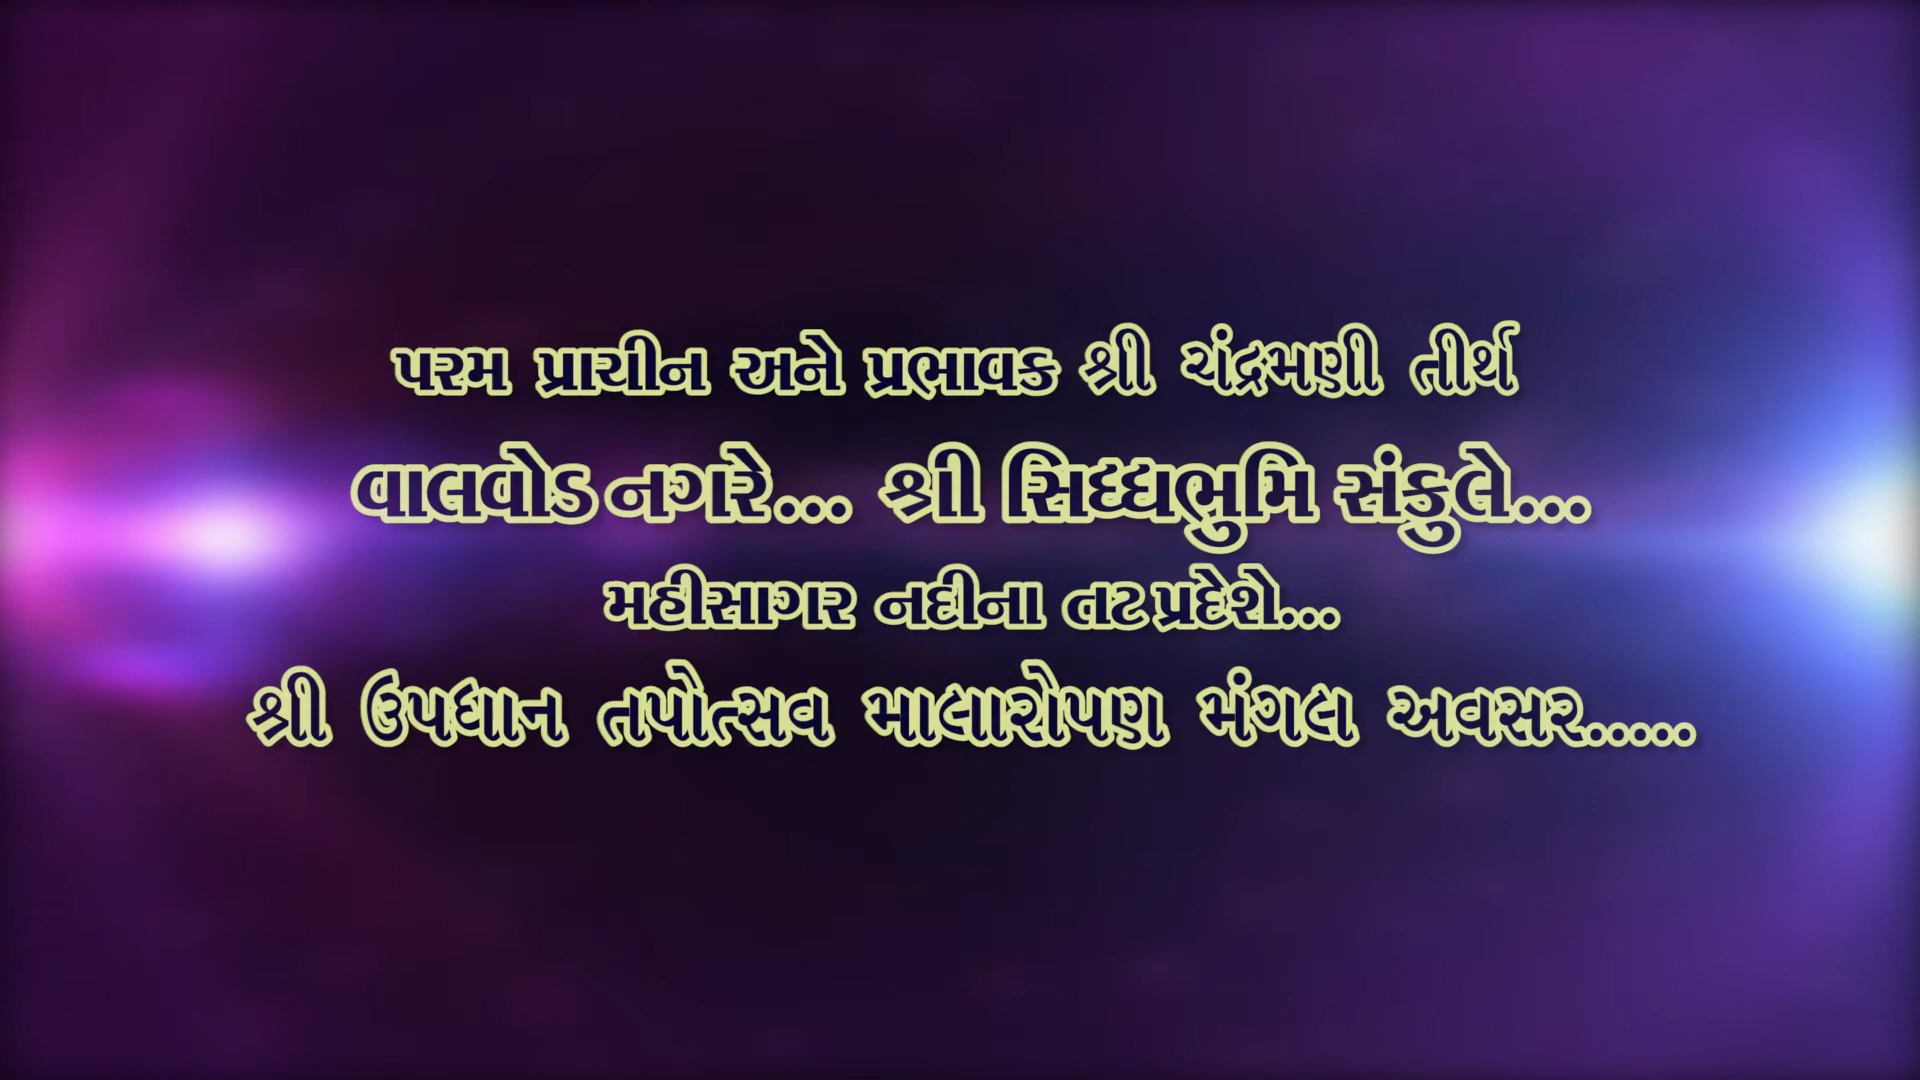 પરમ પ્રાચીન અને પ્રભાવક શ્રી ચંદ્રમણી તીર્થ
વાલવોડ નગરે... શ્રી સિધ્ધભુમિ સંકુલે...
મહીસાગર નદીના તટ પ્રદેશે...
શ્રી ઉપધાન તપોત્સવ માલારોપણ મંગલ અવસર.....